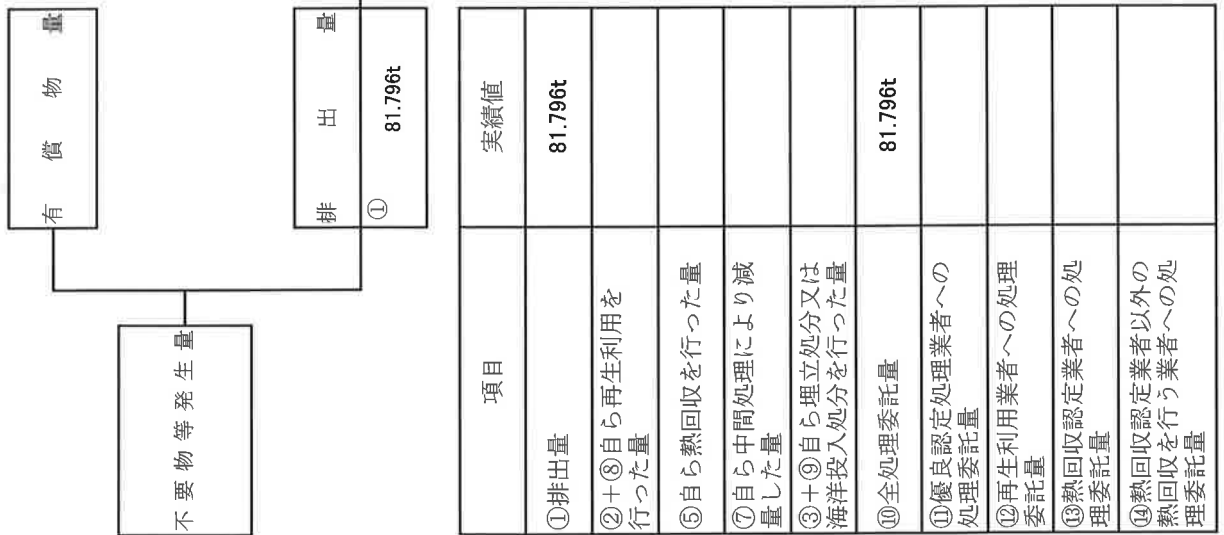 不要物等発生量
有償物量
排出量
①
81.796t
項目
実績値
①排出量
81.796t
②+⑧自ら再生利用を
行った量
⑤自ら熱回収を行った量
⑦自ら中間処理により減
量した量
③+⑨自ら埋立処分又は
海洋投入処分を行った量
⑩全処理委託量
81.796t
⑪優良認定処理業者への
処理委託量
⑫再生利用業者への処理
委託量
⑬熱回収認定業者への処
理委託量
⑭熱回収認定業者以外の
熱回収を行う業者への処
理委託量